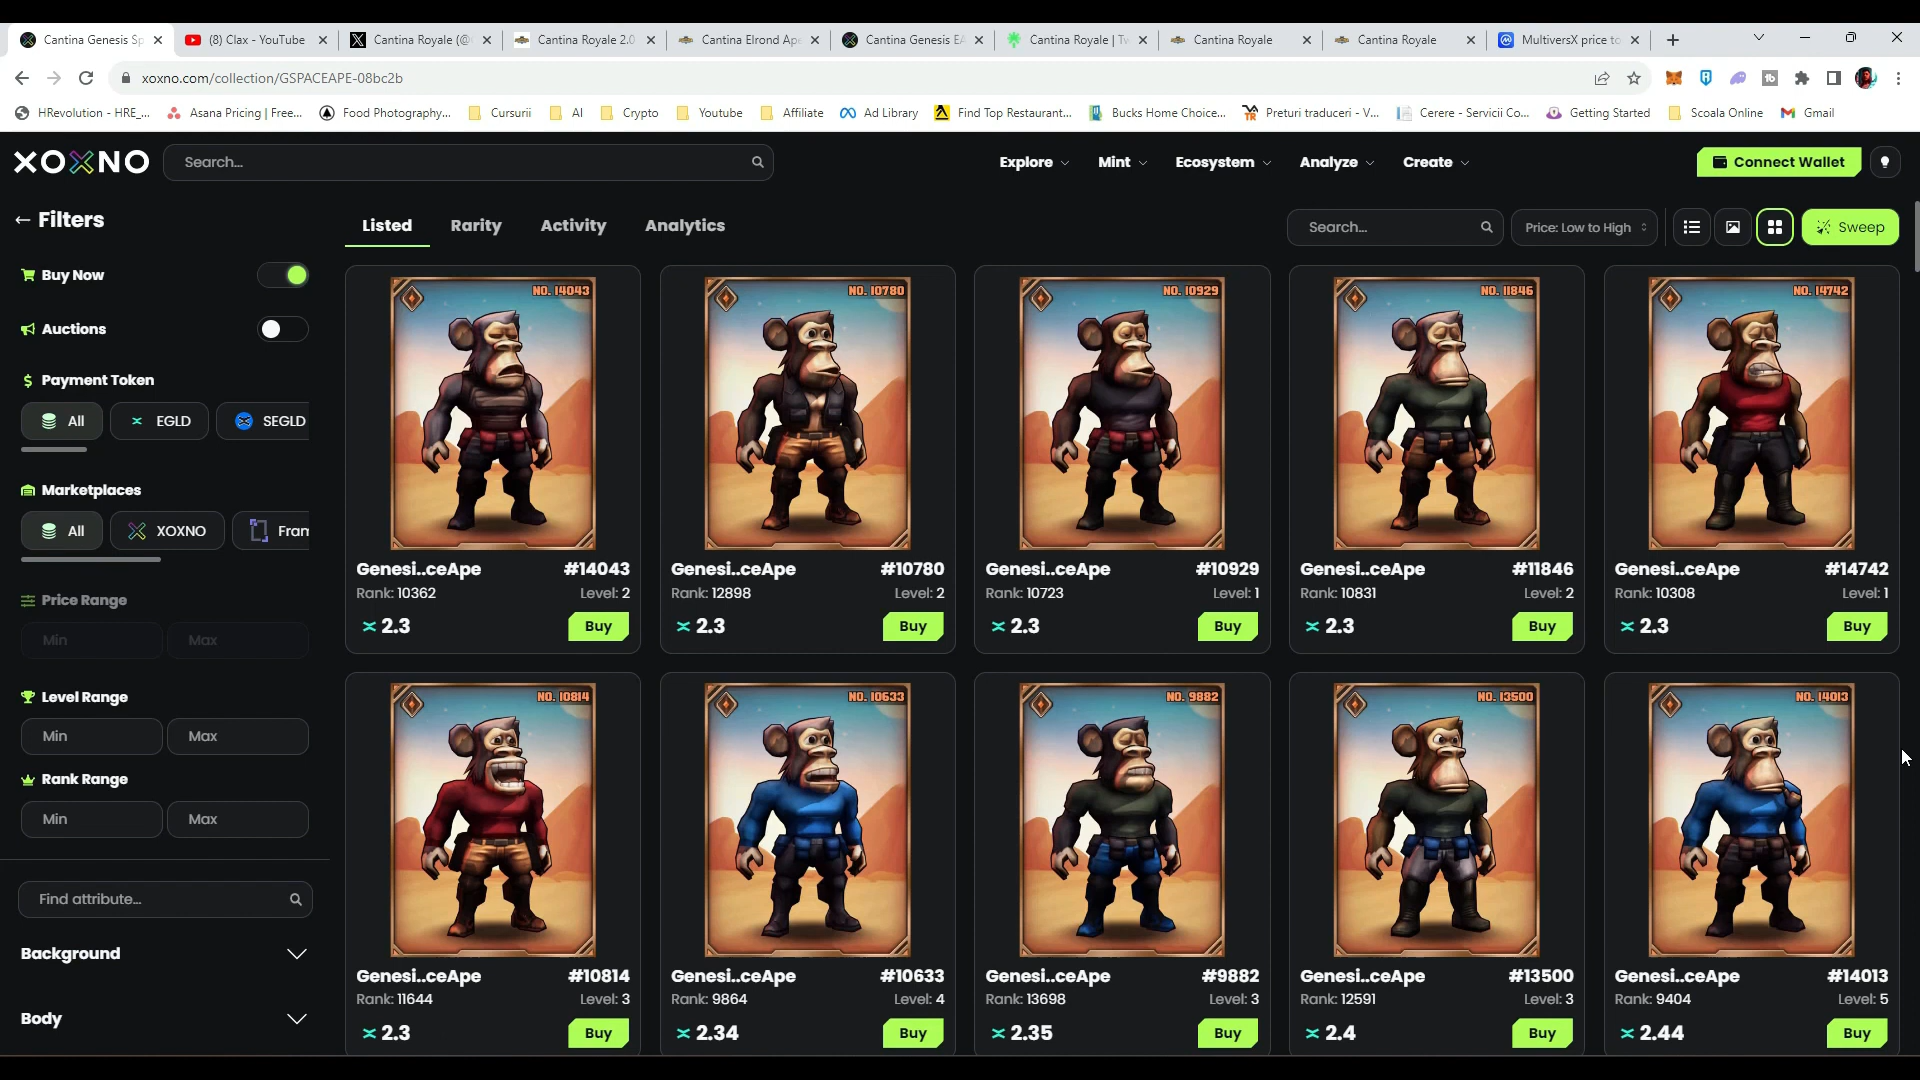 Cantina Genesis Sp
(8) Clax - YouTube
Cantina Royale (@
Cantina Royale 2.0
Cantina Elrond Ape
Cantina Genesis EA
Cantina Royale | Tw
Cantina Royale
Cantina Royale
MultiversX price to
xoxno.com/collection/GSPACEAPE-08bc2b
HRevolution - HRE_...
Asana Pricing | Free...
Food Photography...
Cursurii
AI
Crypto
Youtube
Affiliate
Ad Library
Find Top Restaurant...
Bucks Home Choice...
Preturi traduceri - V...
Cerere - Servicii Co...
Getting Started
Scoala Online
Gmail
XOXNO
Search...
Explore
Mint
Ecosystem
Analyze
Create
Connect Wallet
← Filters
Listed
Rarity
Activity
Analytics
Search...
Price: Low to High
Sweep
Buy Now
Auctions
Payment Token
All
EGLD
SEGLD
Marketplaces
All
XOXNO
Fram
Price Range
Min
Max
Level Range
Min
Max
Rank Range
Min
Max
Find attribute...
Background
Body
NO. 14043
Genesi..ceApe #14043
Rank: 10362 Level: 2
2.3 Buy
NO. 10780
Genesi..ceApe #10780
Rank: 12898 Level: 2
2.3 Buy
NO. 10929
Genesi..ceApe #10929
Rank: 10723 Level: 1
2.3 Buy
NO. 11846
Genesi..ceApe #11846
Rank: 10831 Level: 2
2.3 Buy
NO. 14742
Genesi..ceApe #14742
Rank: 10308 Level: 1
2.3 Buy
NO. 10814
Genesi..ceApe #10814
Rank: 11644 Level: 3
2.3 Buy
NO. 10633
Genesi..ceApe #10633
Rank: 9864 Level: 4
2.34 Buy
NO. 9882
Genesi..ceApe #9882
Rank: 13698 Level: 3
2.35 Buy
NO. 13500
Genesi..ceApe #13500
Rank: 12591 Level: 3
2.4 Buy
NO. 14013
Genesi..ceApe #14013
Rank: 9404 Level: 5
2.44 Buy